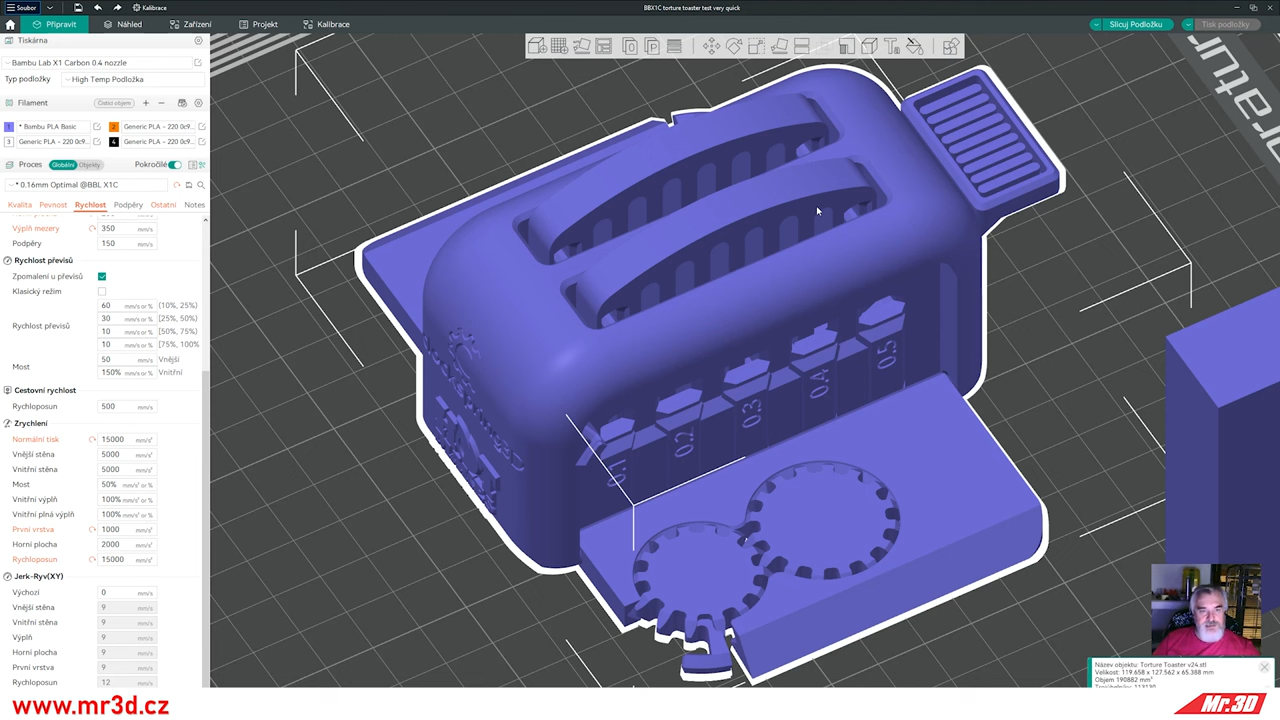 Soubor
Kalibrace
BBX1C torture toaster test very quick
Připravit
Náhled
Zařízení
Projekt
Kalibrace
Slicuj Podložku
Tisk podložky
Tiskárna
Bambu Lab X1 Carbon 0.4 nozzle
Typ podložky
High Temp Podložka
Filament
Čistící objem
1 * Bambu PLA Basic
2 Generic PLA - 220 0c9...
3 Generic PLA - 220 0c9...
4 Generic PLA - 220 0c9...
Proces
Globální
Objekty
Pokročilé
* 0.16mm Optimal @BBL X1C
Kvalita
Pevnost
Rychlost
Podpěry
Ostatní
Notes
Výplň mezery 350 mm/s
Podpěry 150 mm/s
Rychlost převisů
Zpomalení u převisů
Klasický režim
Rychlost převisů
60 mm/s or % (10%, 25%)
30 mm/s or % [25%, 50%)
10 mm/s or % [50%, 75%)
10 mm/s or % [75%, 100%
Most
50 mm/s Vnější
150% mm/s or % Vnitřní
Cestovní rychlost
Rychloposun 500 mm/s
Zrychlení
Normální tisk 15000 mm/s²
Vnější stěna 5000 mm/s²
Vnitřní stěna 5000 mm/s²
Most 50% mm/s² or %
Vnitřní výplň 100% mm/s² or %
Vnitřní plná výplň 100% mm/s² or %
První vrstva 1000 mm/s²
Horní plocha 2000 mm/s²
Rychloposun 15000 mm/s²
Jerk-Ryv(XY)
Výchozí 0 mm/s
Vnější stěna 9 mm/s
Vnitřní stěna 9 mm/s
Výplň 9 mm/s
Horní plocha 9 mm/s
První vrstva 9 mm/s
Rychloposun 12 mm/s
0.1
0.2
0.3
0.4
0.5
Název objektu: Torture Toaster v24.stl
Velikost: 119.658 x 127.562 x 65.388 mm
Objem 190882 mm³
www.mr3d.cz
Mr.3D